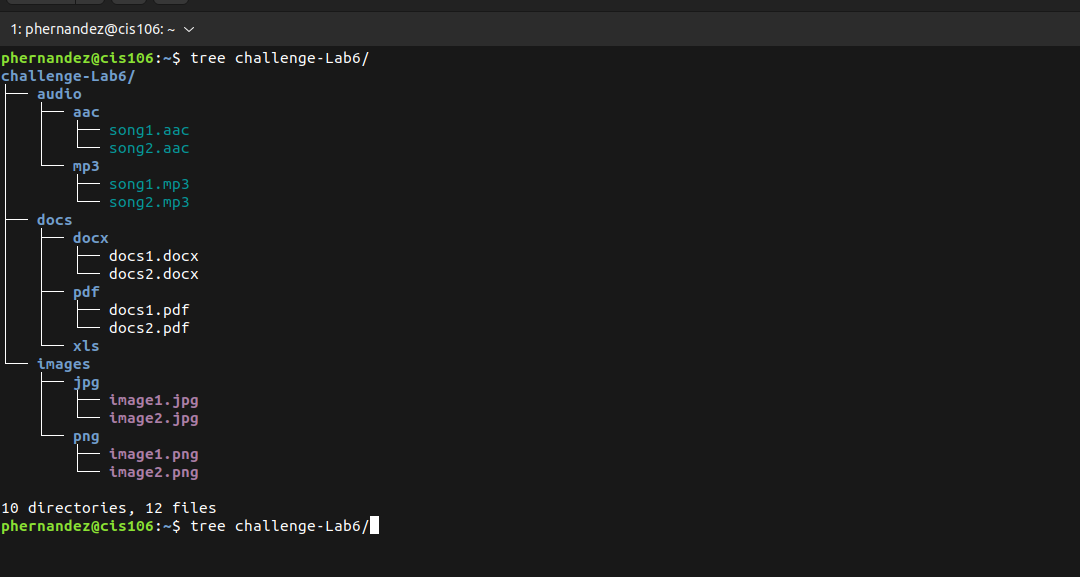 1: phernandez@cis106: ~
phernandez@cis106:~$ tree challenge-Lab6/
challenge-Lab6/
├── audio
│   ├── aac
│   │   ├── song1.aac
│   │   └── song2.aac
│   └── mp3
│       ├── song1.mp3
│       └── song2.mp3
├── docs
│   ├── docx
│   │   ├── docs1.docx
│   │   └── docs2.docx
│   ├── pdf
│   │   ├── docs1.pdf
│   │   └── docs2.pdf
│   └── xls
└── images
    ├── jpg
    │   ├── image1.jpg
    │   └── image2.jpg
    └── png
        ├── image1.png
        └── image2.png
10 directories, 12 files
phernandez@cis106:~$ tree challenge-Lab6/